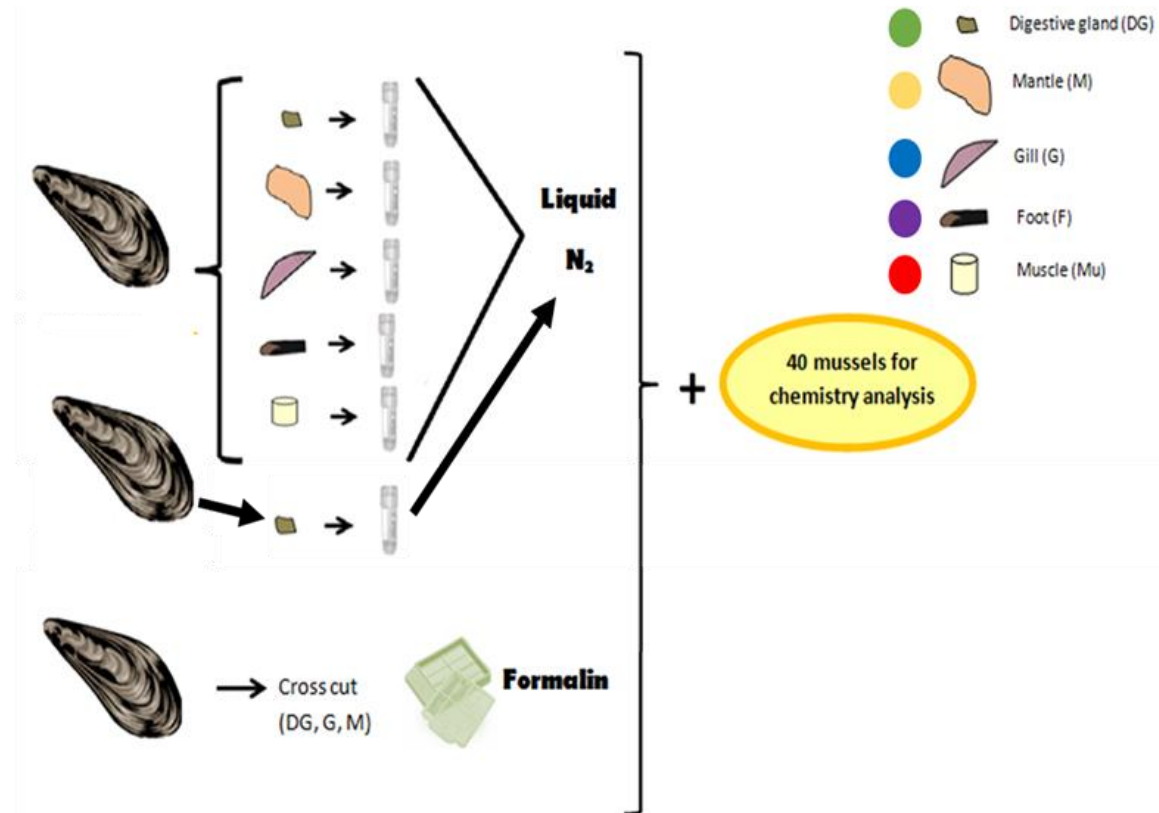 Digestive gland (DG)
Mantle (M)
Gill (G)
Foot (F)
Muscle (Mu)
Liquid
N₂
+
40 mussels for
chemistry analysis
Cross cut
(DG, G, M)
Formalin